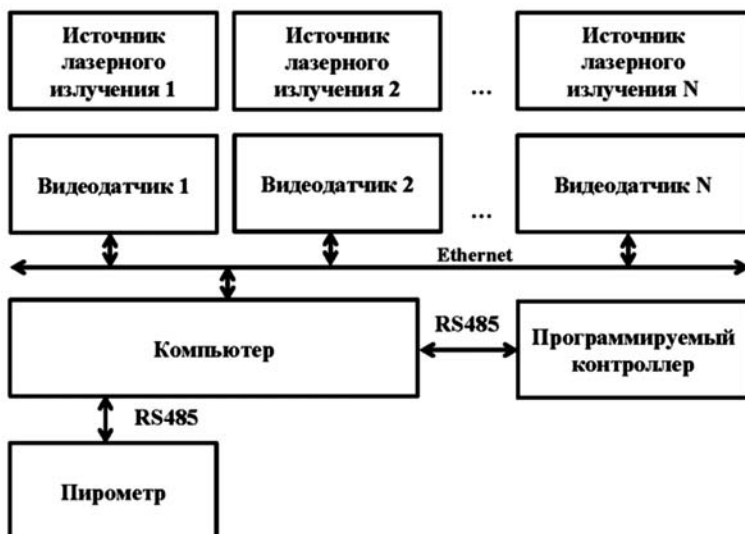 Источник
лазерного
излучения 1
Источник
лазерного
излучения 2
...
Источник
лазерного
излучения N
Видеодатчик 1
Видеодатчик 2
...
Видеодатчик N
Ethernet
Компьютер
RS485
Программируемый
контроллер
RS485
Пирометр